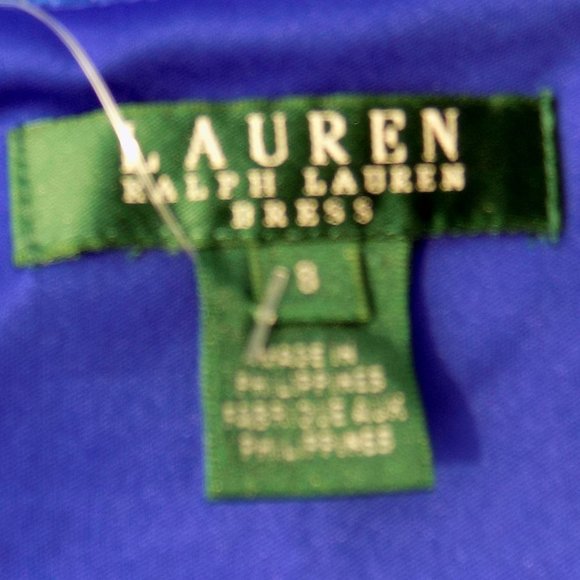 LAUREN
RALPH LAUREN
DRESS
8
MADE IN
PHILIPPINES
FABRIQUE AUX
PHILIPPINES